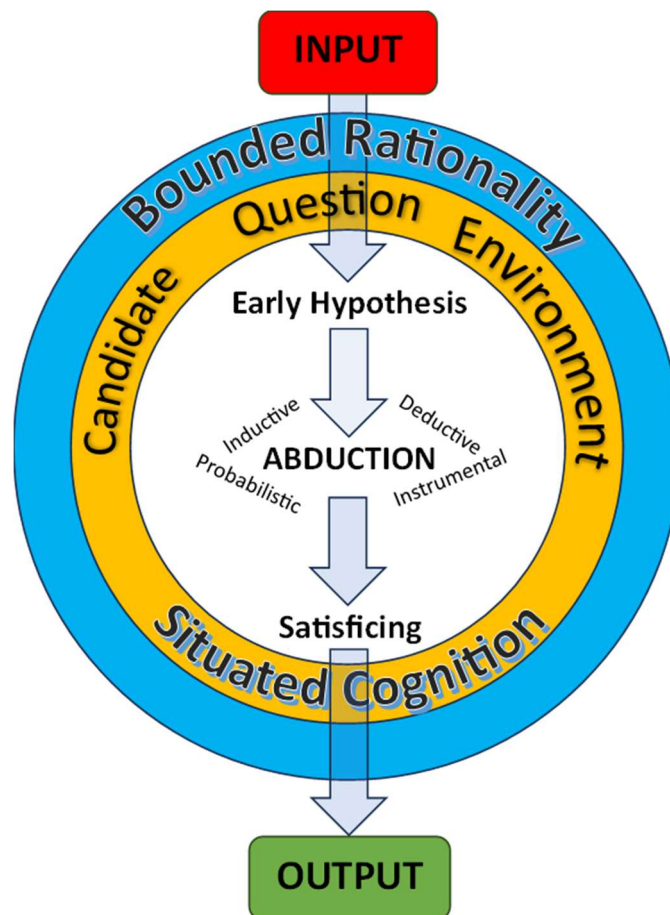 INPUT
Bounded Rationality
Candidate Question Environment
Early Hypothesis
Inductive Deductive
ABDUCTION
Probabilistic Instrumental
Satisficing
Situated Cognition
OUTPUT